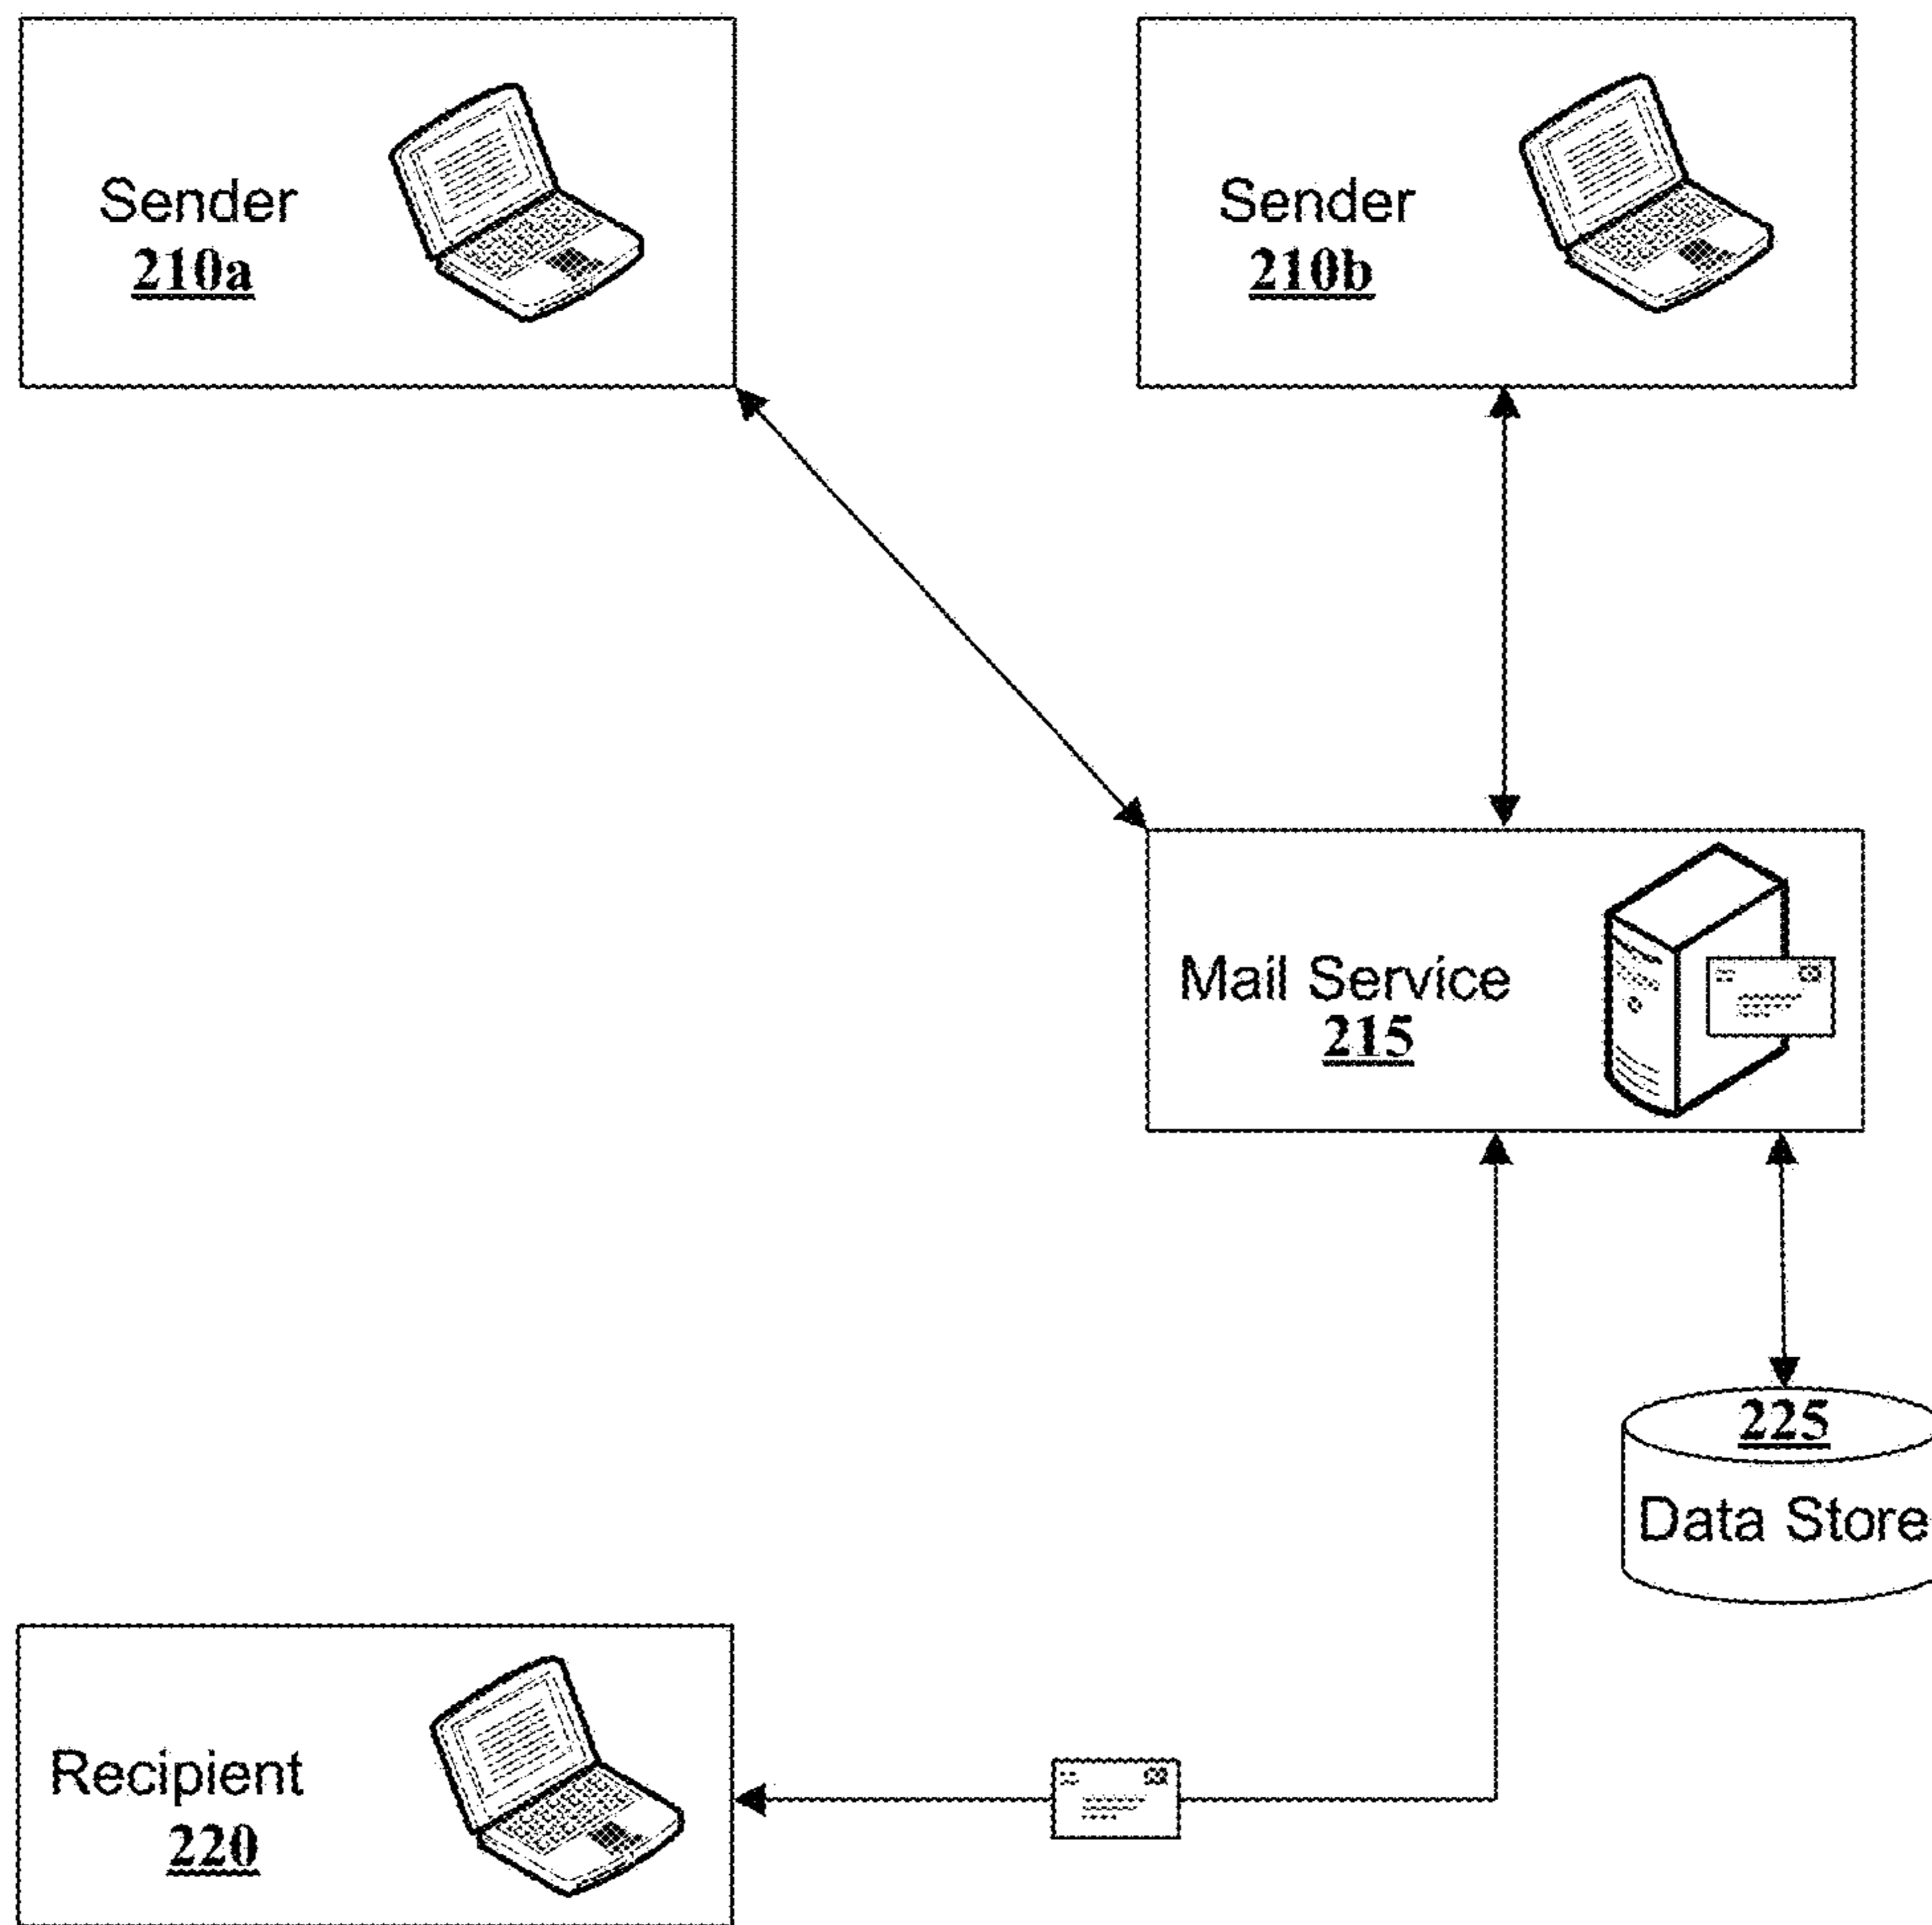 Sender
210a
Sender
210b
Mail Service
215
225
Data Store
Recipient
220